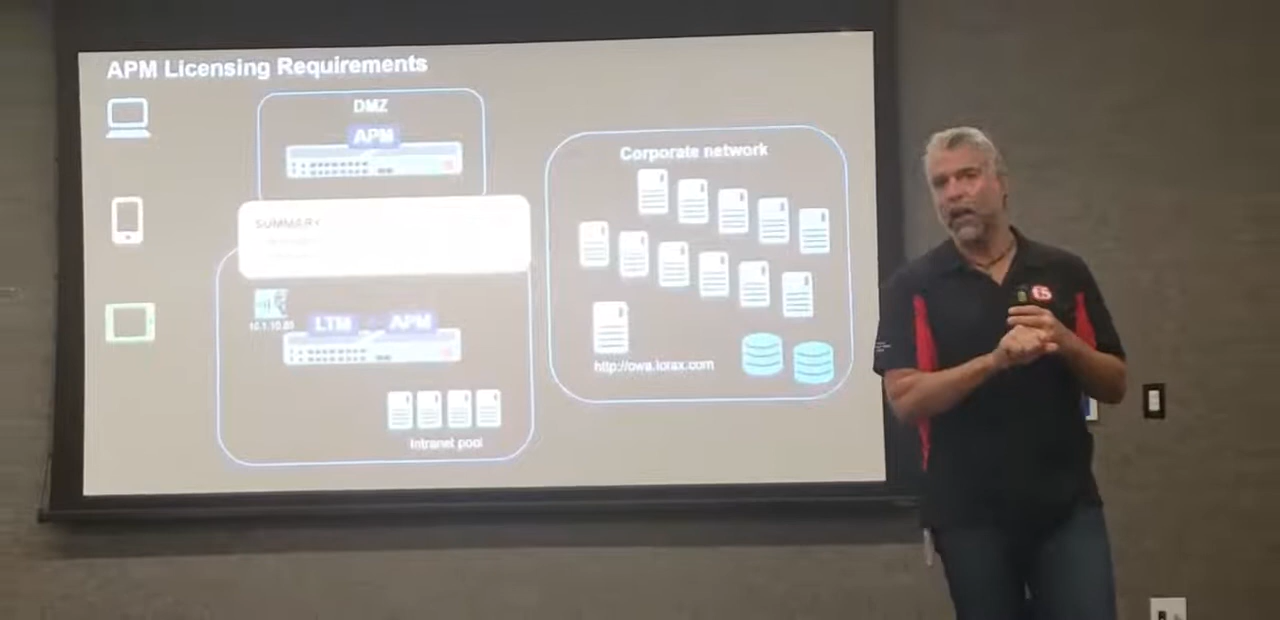 APM Licensing Requirements
DMZ
APM
Corporate network
SUMMARY
10.1.10.85
LTM
APM
http://owa.lorax.com
Intranet pool